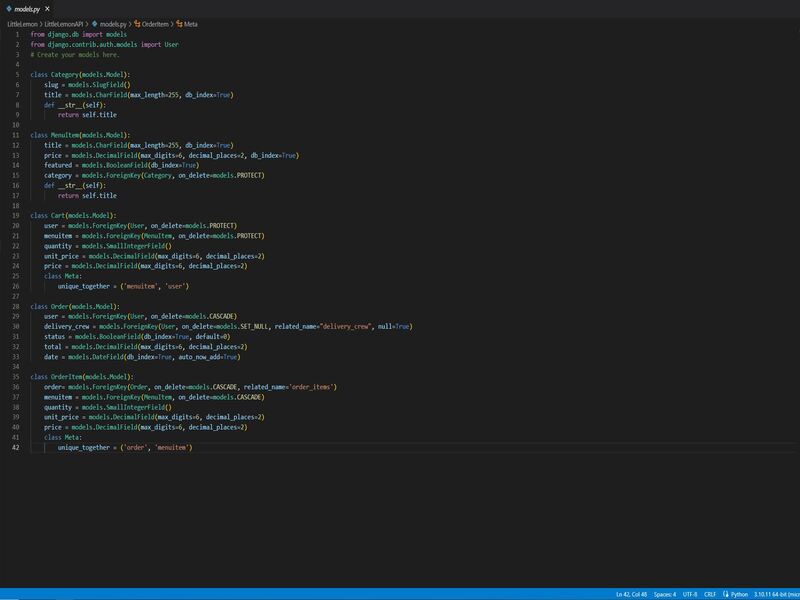 models.py ×
LittleLemon > LittleLemonAPI > models.py > OrderItem > Meta
1 from django.db import models
2 from django.contrib.auth.models import User
3 # Create your models here.
4
5 class Category(models.Model):
6 slug = models.SlugField()
7 title = models.CharField(max_length=255, db_index=True)
8 def __str__(self):
9 return self.title
10
11 class MenuItem(models.Model):
12 title = models.CharField(max_length=255, db_index=True)
13 price = models.DecimalField(max_digits=6, decimal_places=2, db_index=True)
14 featured = models.BooleanField(db_index=True)
15 category = models.ForeignKey(Category, on_delete=models.PROTECT)
16 def __str__(self):
17 return self.title
18
19 class Cart(models.Model):
20 user = models.ForeignKey(User, on_delete=models.PROTECT)
21 menuitem = models.ForeignKey(MenuItem, on_delete=models.PROTECT)
22 quantity = models.SmallIntegerField()
23 unit_price = models.DecimalField(max_digits=6, decimal_places=2)
24 price = models.DecimalField(max_digits=6, decimal_places=2)
25 class Meta:
26 unique_together = ('menuitem', 'user')
27
28 class Order(models.Model):
29 user = models.ForeignKey(User, on_delete=models.CASCADE)
30 delivery_crew = models.ForeignKey(User, on_delete=models.SET_NULL, related_name="delivery_crew", null=True)
31 status = models.BooleanField(db_index=True, default=0)
32 total = models.DecimalField(max_digits=6, decimal_places=2)
33 date = models.DateField(db_index=True, auto_now_add=True)
34
35 class OrderItem(models.Model):
36 order= models.ForeignKey(Order, on_delete=models.CASCADE, related_name='order_items')
37 menuitem = models.ForeignKey(MenuItem, on_delete=models.CASCADE)
38 quantity = models.SmallIntegerField()
39 unit_price = models.DecimalField(max_digits=6, decimal_places=2)
40 price = models.DecimalField(max_digits=6, decimal_places=2)
41 class Meta:
42 unique_together = ('order', 'menuitem')
Ln 42, Col 48 Spaces: 4 UTF-8 CRLF Python 3.10.11 64-bit (micr